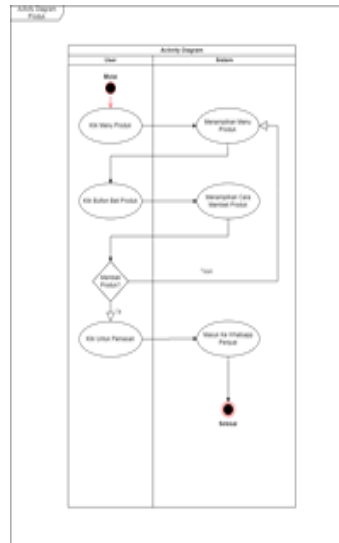 Activity Diagram
Produk
Activity Diagram
User
Sistem
Mulai
Klik Menu Produk
Menampilkan Menu
Produk
Klik Button Beli Produk
Menampilkan Cara
Membeli Produk
Membeli
Produk?
Tidak
Ya
Klik Untuk Pemesanan
Masuk Ke Whatsapp
Penjual
Selesai